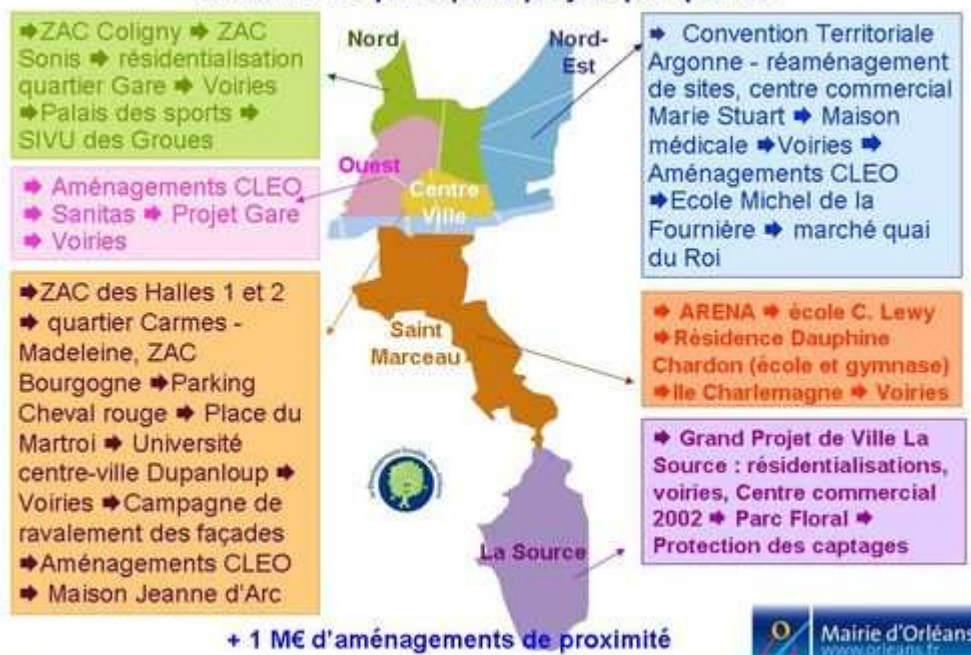 ➡ZAC Coligny ➡ ZAC
Sonis ➡ résidentialisation
quartier Gare ➡ Voiries
➡Palais des sports ➡
SIVU des Groues
➡ Aménagements CLEO
➡ Sanitas ➡ Projet Gare
➡ Voiries
➡ZAC des Halles 1 et 2
➡ quartier Carmes -
Madeleine, ZAC
Bourgogne ➡Parking
Cheval rouge ➡ Place du
Martroi ➡ Université
centre-ville Dupanloup ➡
Voiries ➡Campagne de
ravalement des façades
➡Aménagements CLEO
➡ Maison Jeanne d'Arc
Nord
Nord-
Est
Ouest
Centre
Ville
Saint
Marceau
La Source
➡ Convention Territoriale
Argonne - réaménagement
de sites, centre commercial
Marie Stuart ➡ Maison
médicale ➡Voiries ➡
Aménagements CLEO
➡Ecole Michel de la
Fournière ➡ marché quai
du Roi
➡ ARENA ➡ école C. Lewy
➡Résidence Dauphine
Chardon (école et gymnase)
➡Ile Charlemagne ➡ Voiries
➡ Grand Projet de Ville La
Source : résidentialisations,
voiries, Centre commercial
2002 ➡ Parc Floral ➡
Protection des captages
+ 1 M€ d'aménagements de proximité
Mairie d'Orléans
www.orleans.fr